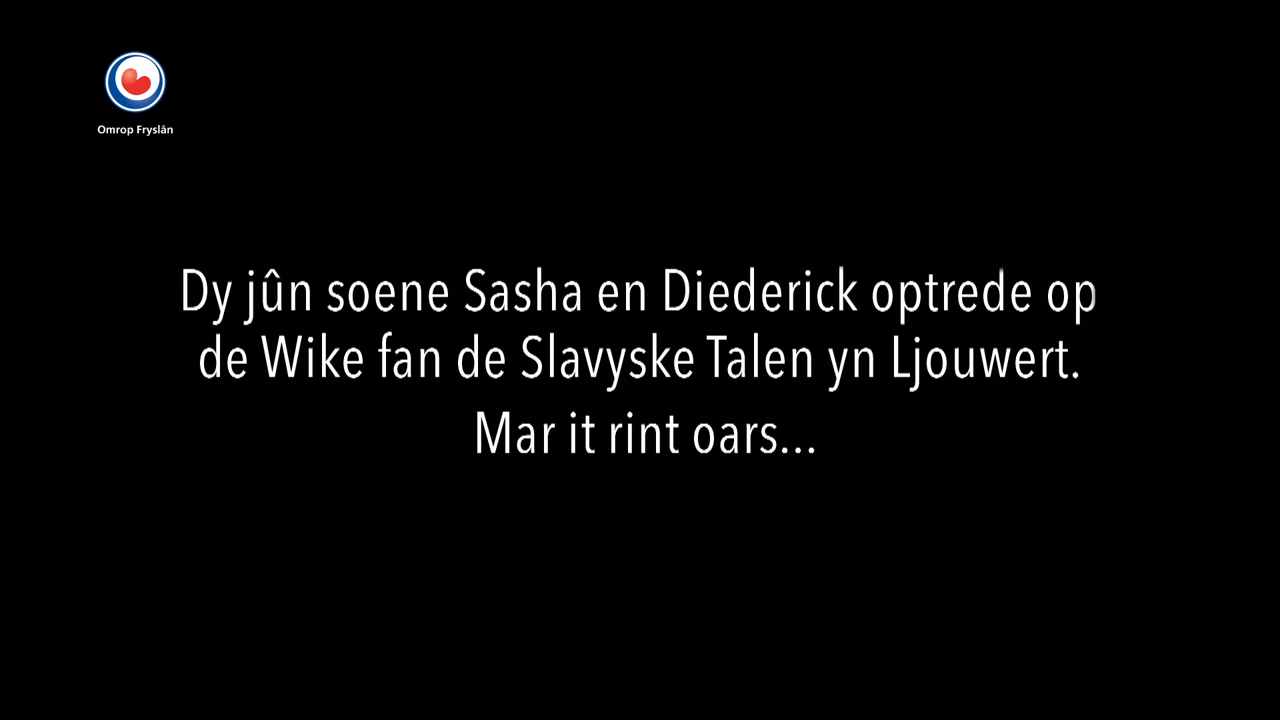 Omrop Fryslân
Dy jûn soene Sasha en Diederick optrede op
de Wike fan de Slavyske Talen yn Ljouwert.
Mar it rint oars...